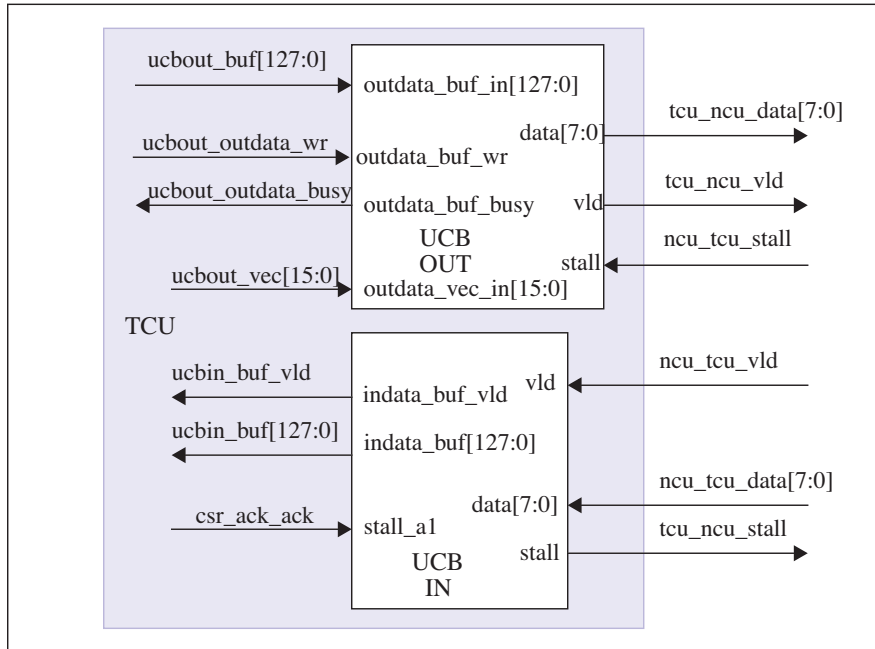 ucbout_buf[127:0]
outdata_buf_in[127:0]
data[7:0]
tcu_ncu_data[7:0]
ucbout_outdata_wr
outdata_buf_wr
ucbout_outdata_busy
outdata_buf_busy
vld
tcu_ncu_vld
UCB
OUT
stall
ncu_tcu_stall
ucbout_vec[15:0]
outdata_vec_in[15:0]
TCU
ucbin_buf_vld
indata_buf_vld
vld
ncu_tcu_vld
ucbin_buf[127:0]
indata_buf[127:0]
data[7:0]
ncu_tcu_data[7:0]
csr_ack_ack
stall_a1
stall
tcu_ncu_stall
UCB
IN